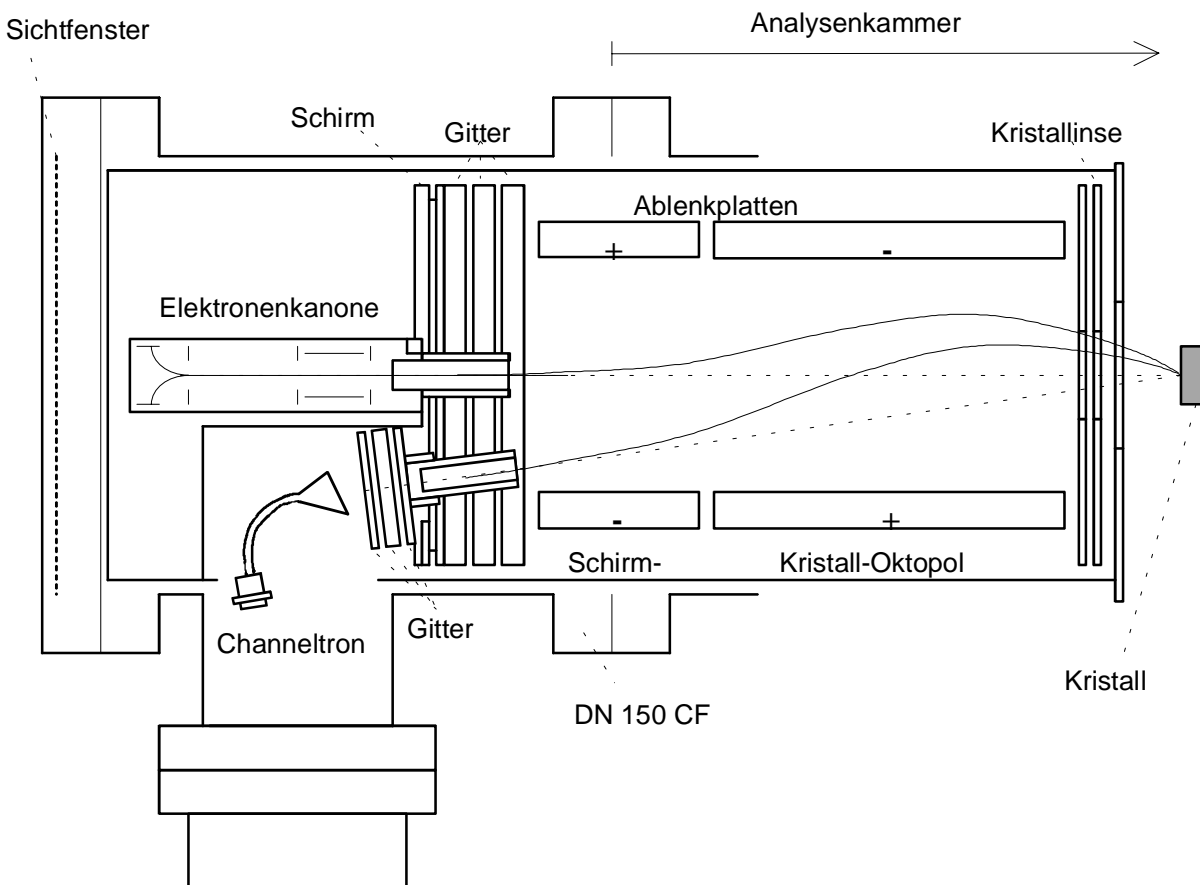 Analysenkammer
Sichtfenster
Schirm
Gitter
Kristallinse
Ablenkplatten
+
-
Elektronenkanone
-
+
Schirm-
Kristall-Oktopol
Gitter
Channeltron
Kristall
DN 150 CF